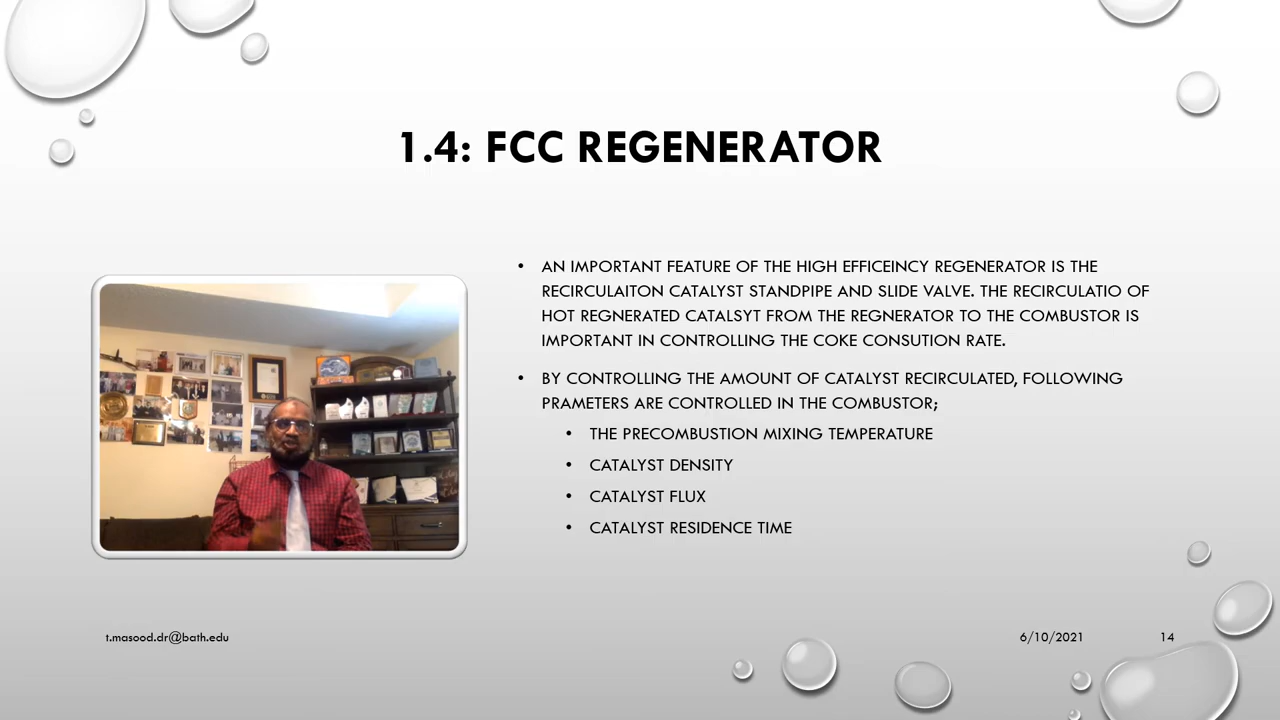 1.4: FCC REGENERATOR
• AN IMPORTANT FEATURE OF THE HIGH EFFICEINCY REGENERATOR IS THE
RECIRCULAITON CATALYST STANDPIPE AND SLIDE VALVE. THE RECIRCULATIO OF
HOT REGNERATED CATALSYT FROM THE REGNERATOR TO THE COMBUSTOR IS
IMPORTANT IN CONTROLLING THE COKE CONSUTION RATE.
• BY CONTROLLING THE AMOUNT OF CATALYST RECIRCULATED, FOLLOWING
PRAMETERS ARE CONTROLLED IN THE COMBUSTOR;
• THE PRECOMBUSTION MIXING TEMPERATURE
• CATALYST DENSITY
• CATALYST FLUX
• CATALYST RESIDENCE TIME
t.masood.dr@bath.edu
6/10/2021
14